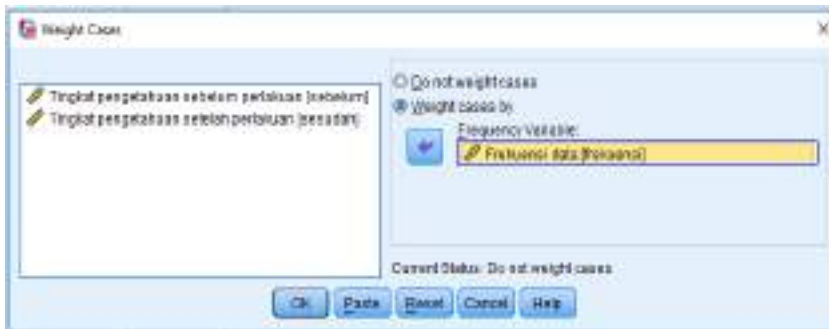 Weight Cases
Tingkat pengetahuan sebelum perlakuan [sebelum]
Tingkat pengetahuan setelah perlakuan [sesudah]
Do not weight cases
Weight cases by
Frequency Variable:
Frekuensi data [frekuensi]
Current Status: Do not weight cases
OK Paste Reset Cancel Help